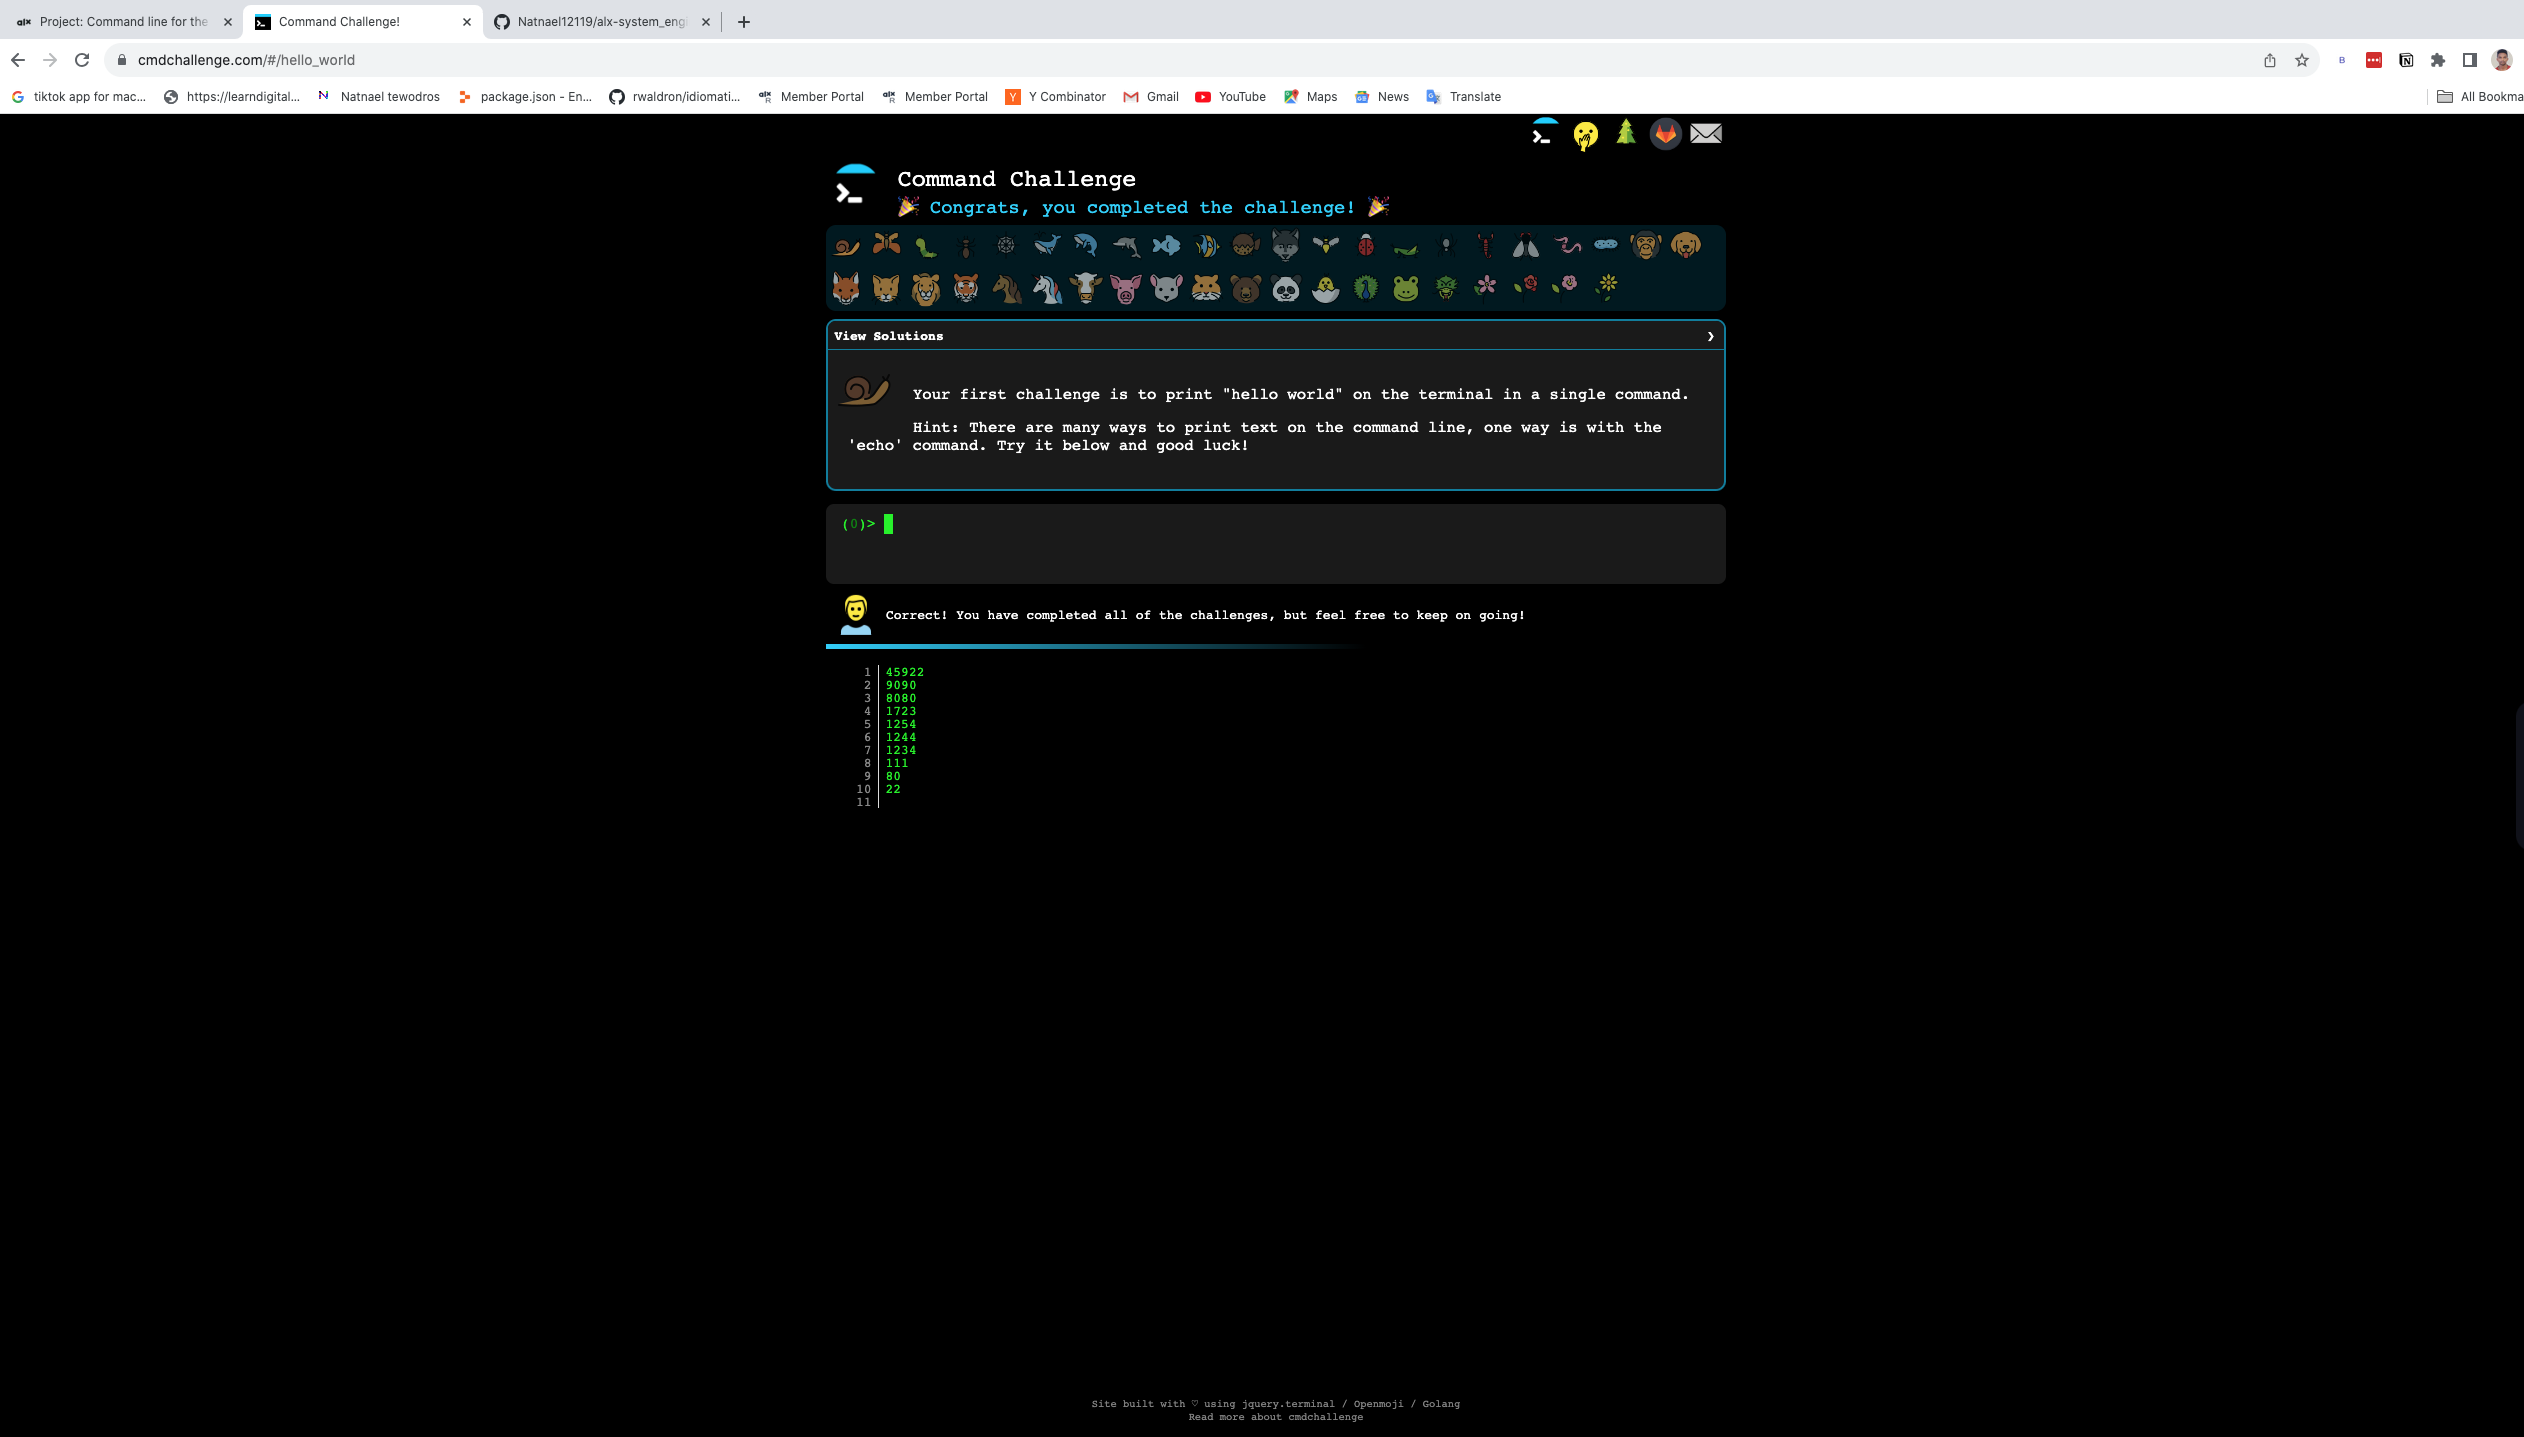 alx Project: Command line for the
Command Challenge!
Natnael12119/alx-system_engi
cmdchallenge.com/#/hello_world
B
tiktok app for mac...
https://learndigital...
Natnael tewodros
package.json - En...
rwaldron/idiomati...
Member Portal
Member Portal
Y Combinator
Gmail
YouTube
Maps
News
Translate
All Bookma
Command Challenge
Congrats, you completed the challenge!
View Solutions
Your first challenge is to print "hello world" on the terminal in a single command.
Hint: There are many ways to print text on the command line, one way is with the
'echo' command. Try it below and good luck!
(0)>
Correct! You have completed all of the challenges, but feel free to keep on going!
1 45922
2 9090
3 8080
4 1723
5 1254
6 1244
7 1234
8 111
9 80
10 22
11
Site built with ♡ using jquery.terminal / Openmoji / Golang
Read more about cmdchallenge